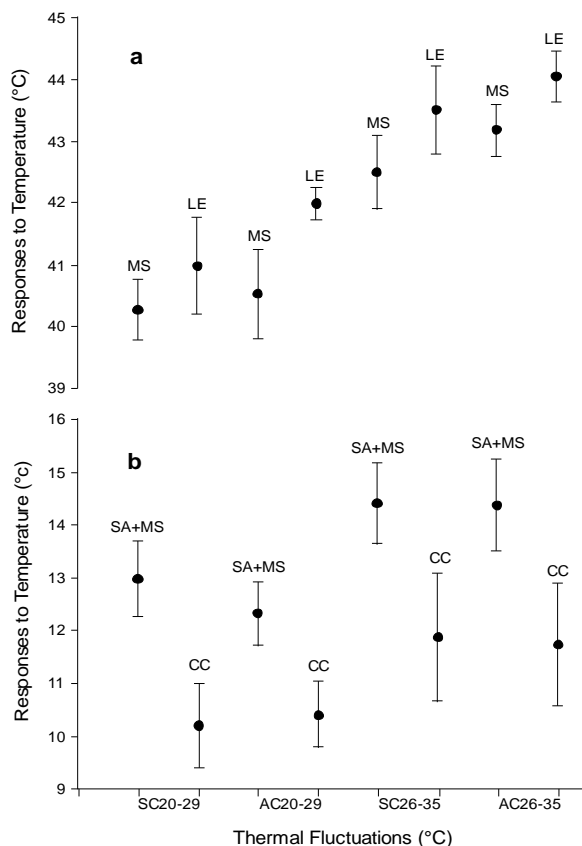 a
Responses to Temperature (°C)
45
44
43
42
41
40
39
MS
LE
MS
LE
MS
LE
MS
LE
b
Responses to Temperature (°c)
16
15
14
13
12
11
10
9
SA+MS
CC
SA+MS
CC
SA+MS
CC
SA+MS
CC
SC20-29 AC20-29 SC26-35 AC26-35
Thermal Fluctuations (°C)